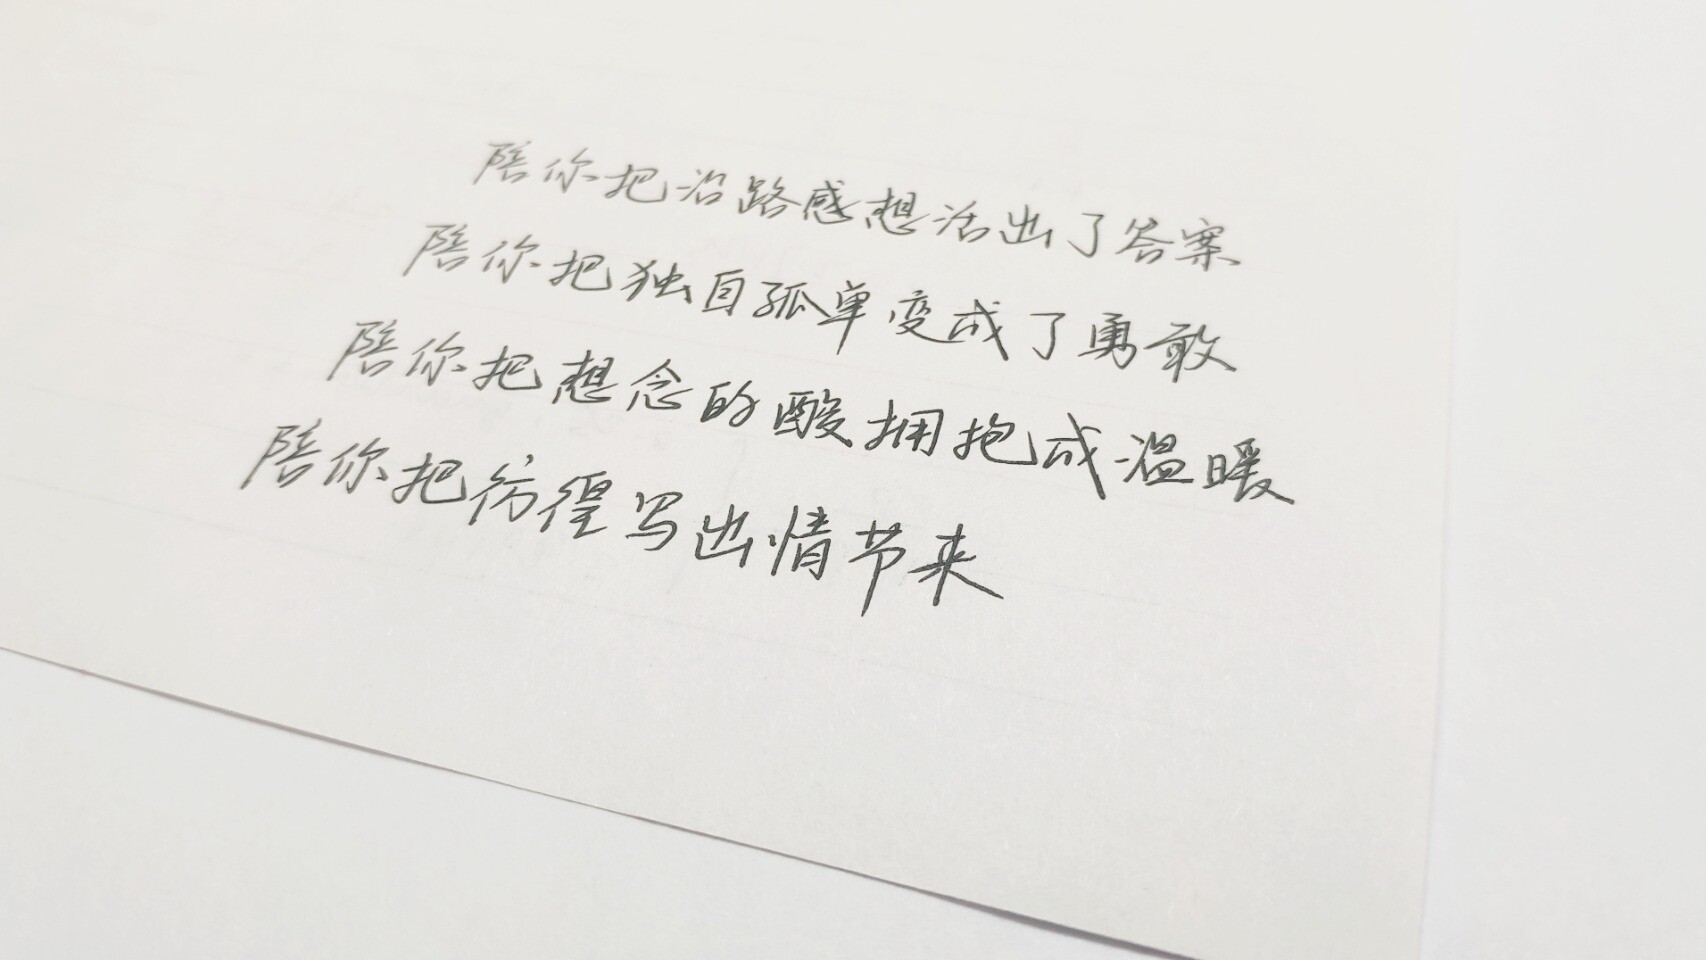 陪你把沿路感想活出了答案
陪你把独自孤单变成了勇敢
陪你把想念的酸拥抱成温暖
陪你把彷徨写出情节来